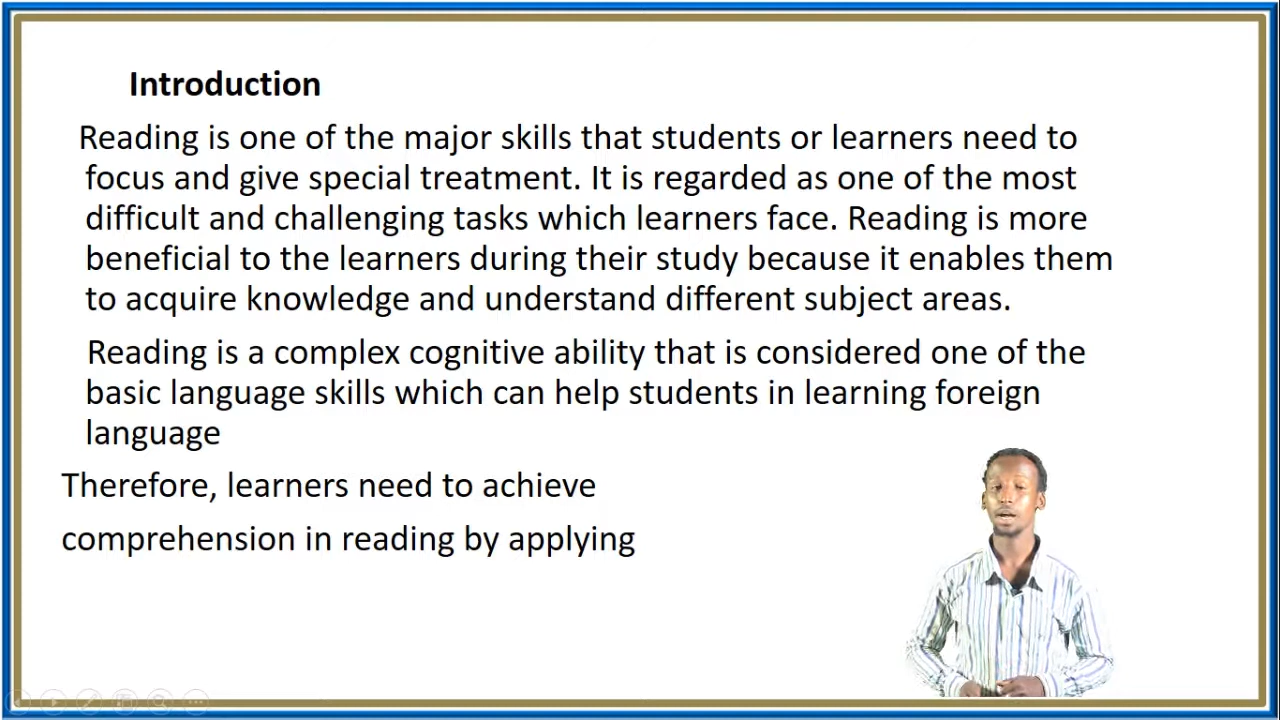 Introduction
Reading is one of the major skills that students or learners need to
focus and give special treatment. It is regarded as one of the most
difficult and challenging tasks which learners face. Reading is more
beneficial to the learners during their study because it enables them
to acquire knowledge and understand different subject areas.
Reading is a complex cognitive ability that is considered one of the
basic language skills which can help students in learning foreign
language
Therefore, learners need to achieve
comprehension in reading by applying